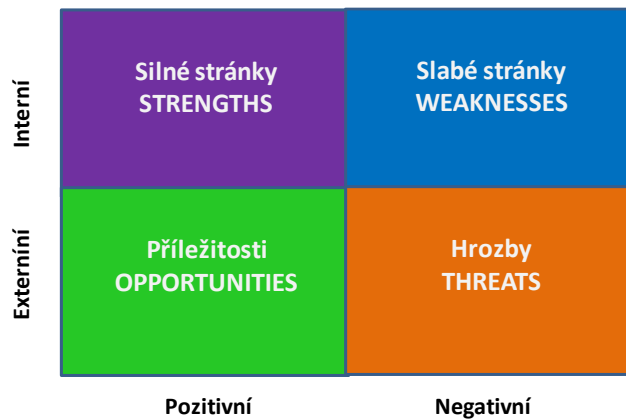 Interní
Silné stránky
STRENGTHS
Slabé stránky
WEAKNESSES
Externíní
Příležitosti
OPPORTUNITIES
Hrozby
THREATS
Pozitivní
Negativní